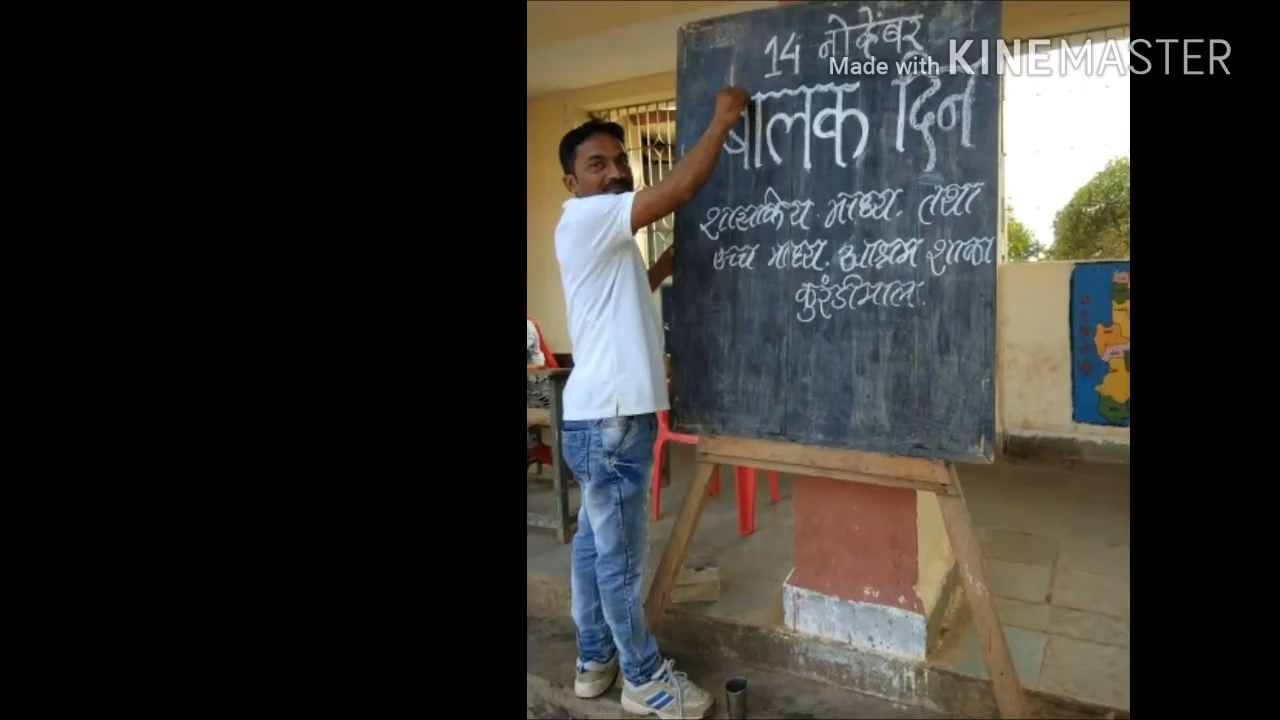 14 नोव्हेंबर
Made with KINEMASTER
बालक दिन
शासकिय. माध्य. तथा
उच्च माध्य. आश्रम शाळा
कुरंडीमाल.